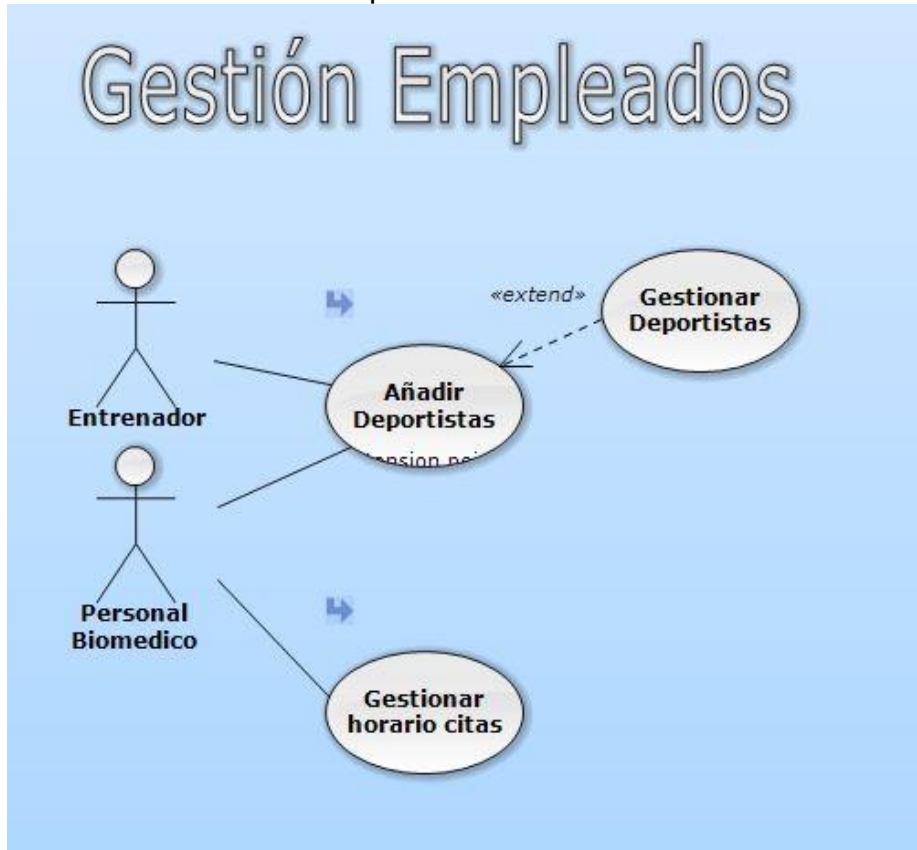 Gestión Empleados
«extend»
Gestionar
Deportistas
Añadir
Deportistas
Entrenador
Personal
Biomedico
Gestionar
horario citas